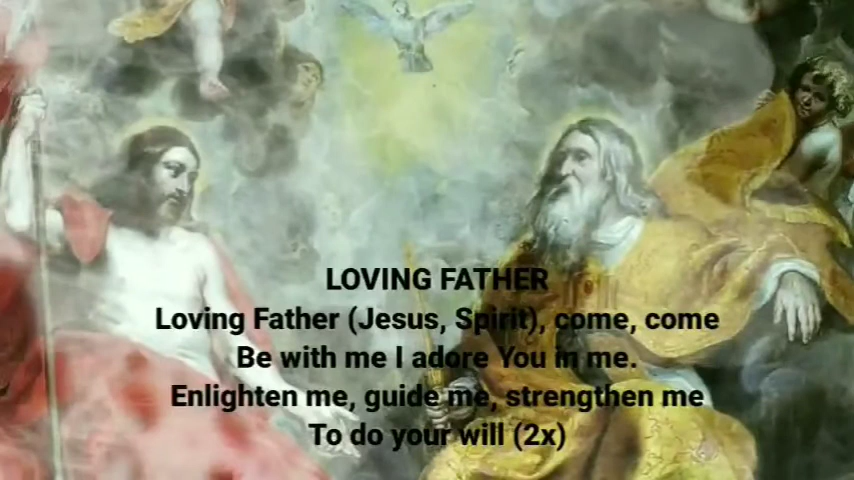 LOVING FATHER
Loving Father (Jesus, Spirit), come, come
Be with me I adore You in me.
Enlighten me, guide me, strengthen me
To do your will (2x)